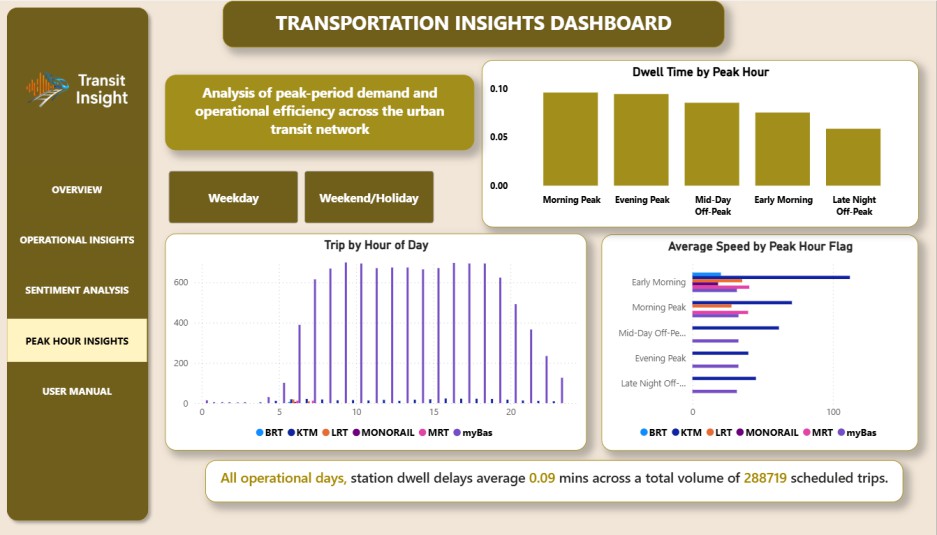 TRANSPORTATION INSIGHTS DASHBOARD
Transit
Insight
OVERVIEW
OPERATIONAL INSIGHTS
SENTIMENT ANALYSIS
PEAK HOUR INSIGHTS
USER MANUAL
Analysis of peak-period demand and
operational efficiency across the urban
transit network
Weekday
Weekend/Holiday
Dwell Time by Peak Hour
0.10
0.05
0.00
Morning Peak
Evening Peak
Mid-Day
Off-Peak
Early Morning
Late Night
Off-Peak
Trip by Hour of Day
600
400
200
0
0 5 10 15 20
BRT KTM LRT MONORAIL MRT myBas
Average Speed by Peak Hour Flag
Early Morning
Morning Peak
Mid-Day Off-Pe...
Evening Peak
Late Night Off-...
0 100
BRT KTM LRT MONORAIL MRT myBas
All operational days, station dwell delays average 0.09 mins across a total volume of 288719 scheduled trips.